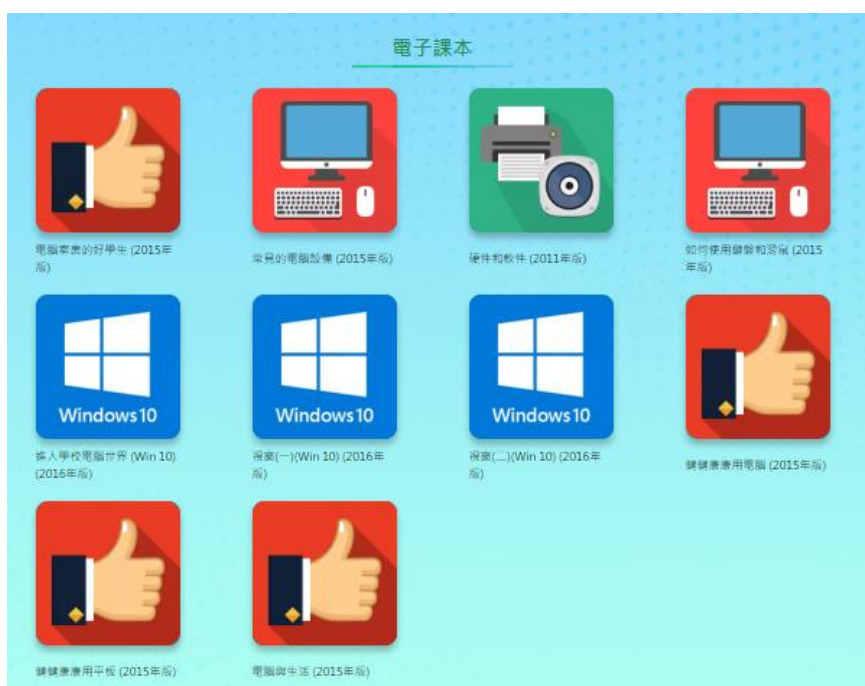 電子課本
電腦室裏的好學生 (2015年
版)
常見的電腦設備 (2015年版)
硬件和軟件 (2011年版)
如何使用鍵盤和滑鼠 (2015
年版)
Windows 10
Windows 10
Windows 10
進入學校電腦世界 (Win 10)
(2016年版)
視窗(一)(Win 10) (2016年
版)
視窗(二)(Win 10) (2016年
版)
健健康康用電腦 (2015年版)
健健康康用平板 (2015年版)
電腦與生活 (2015年版)